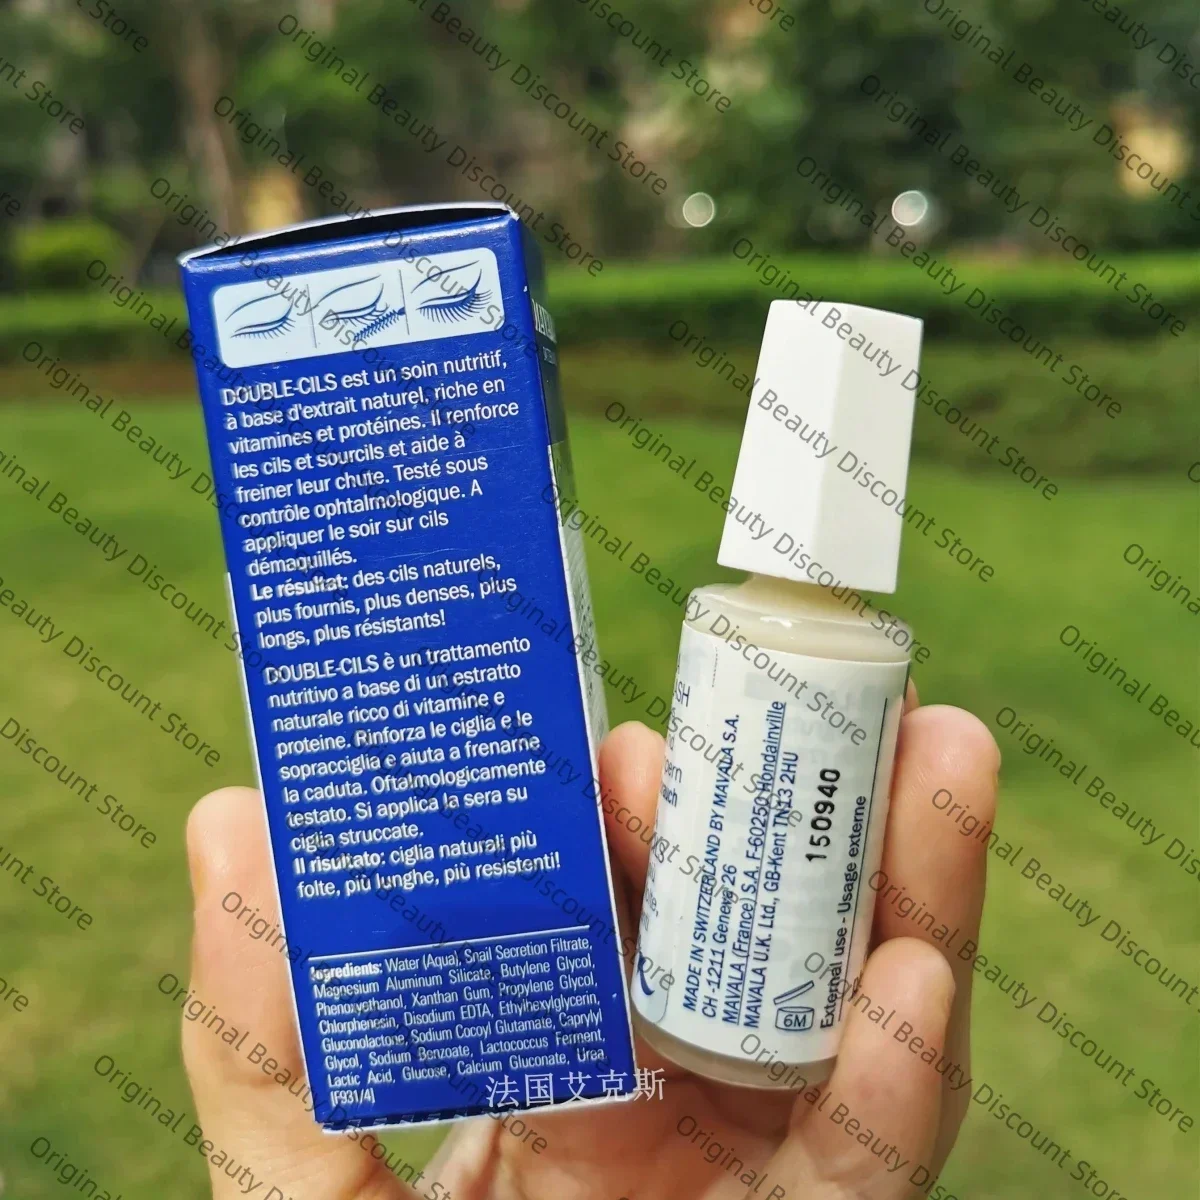 DOUBLE-CILS est un soin nutritif,
à base d'extrait naturel, riche en
vitamines et protéines. Il renforce
les cils et sourcils et aide à
freiner leur chute. Testé sous
contrôle ophtalmologique. A
appliquer le soir sur cils
démaquillés.
Le résultat: des cils naturels,
plus fournis, plus denses, plus
longs, plus résistants!
DOUBLE-CILS è un trattamento
nutritivo a base di un estratto
naturale ricco di vitamine e
proteine. Rinforza le ciglia e le
sopracciglia e aiuta a frenarne
la caduta. Oftalmologicamente
testato. Si applica la sera su
ciglia struccate.
Il risultato: ciglia naturali più
folte, più lunghe, più resistenti!
Ingredients: Water (Aqua), Snail Secretion Filtrate,
Magnesium Aluminum Silicate, Butylene Glycol,
Phenoxyethanol, Xanthan Gum, Propylene Glycol,
Chlorphenesin, Disodium EDTA, Ethylhexylglycerin,
Gluconolactone, Sodium Cocoyl Glutamate, Caprylyl
Glycol, Sodium Benzoate, Lactococcus Ferment,
Lactic Acid, Glucose, Calcium Gluconate, Urea.
[F931/4]
法国艾克斯
MADE IN SWITZERLAND BY MAVALA S.A.
CH -1211 Geneva 26
MAVALA (France) S.A. F-60250 Hondainville
MAVALA U.K. Ltd., GB-Kent TN13 2HU
150940
6M
External use - Usage externe
Original Beauty Discount Store